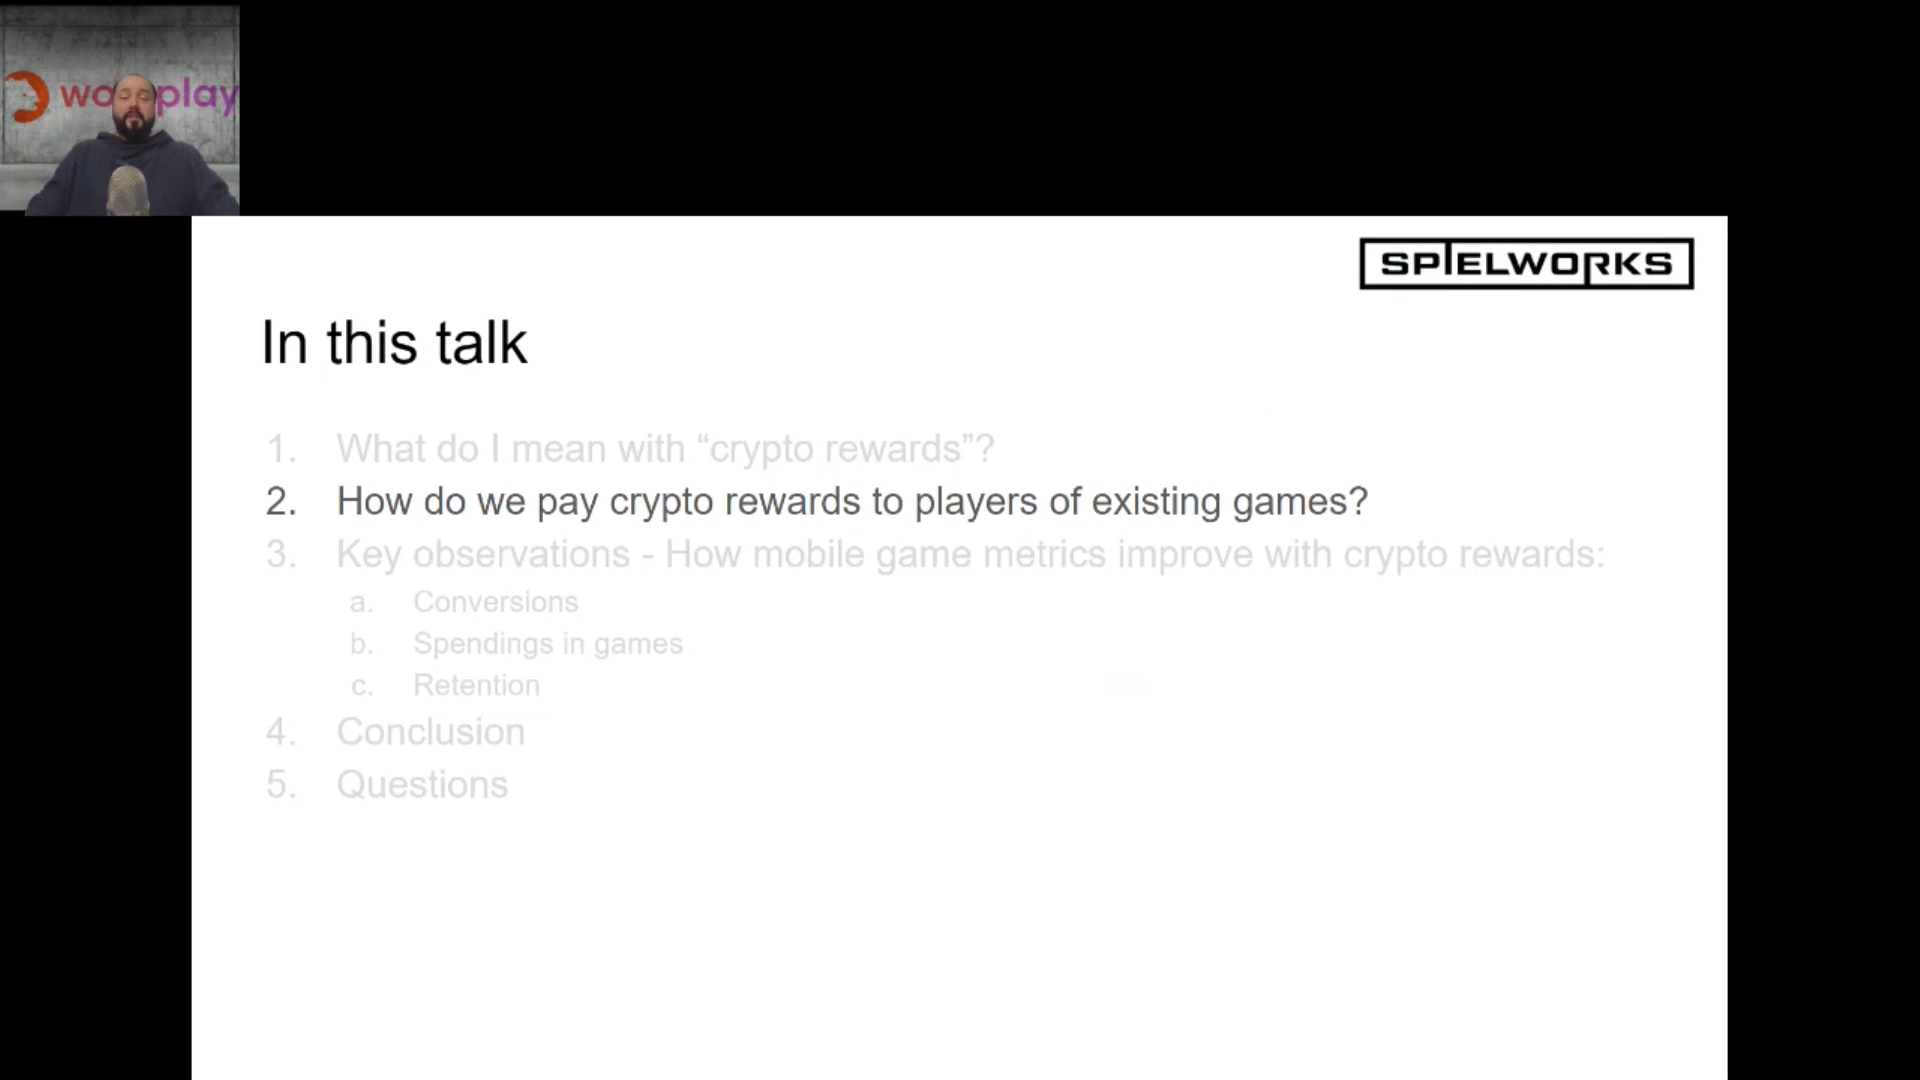 play
SPIELWORKS
In this talk
1. What do I mean with “crypto rewards”?
2. How do we pay crypto rewards to players of existing games?
3. Key observations - How mobile game metrics improve with crypto rewards:
a. Conversions
b. Spendings in games
c. Retention
4. Conclusion
5. Questions